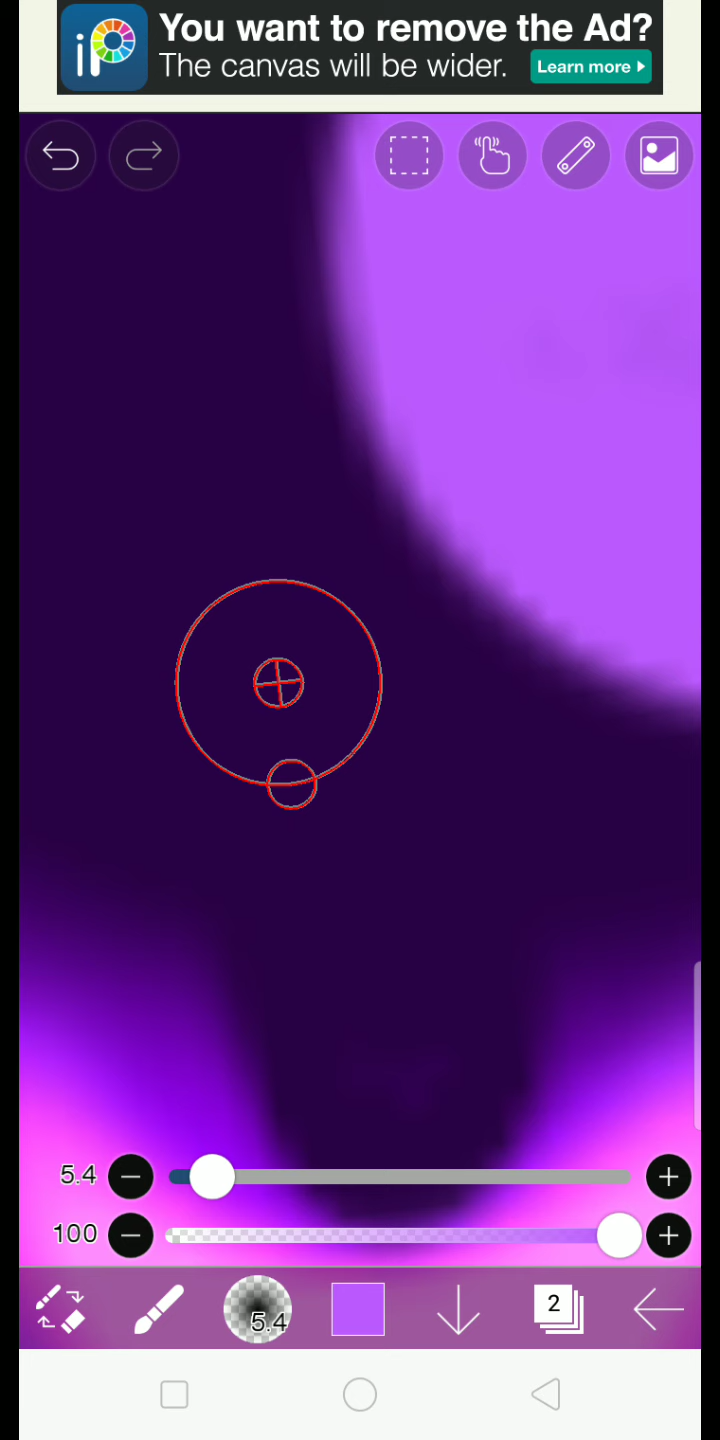 iP
You want to remove the Ad?
The canvas will be wider.
Learn more
5.4
100
5.4
2